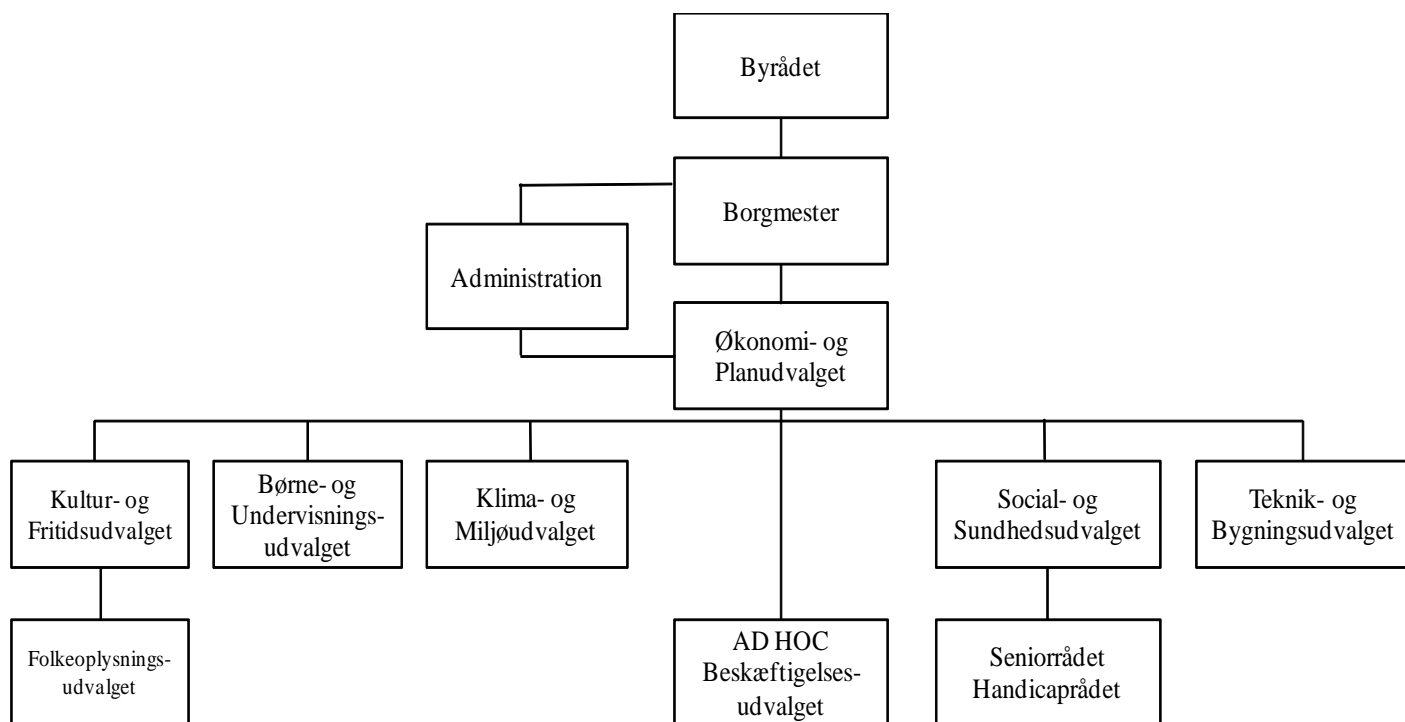 Byrådet
Borgmester
Administration
Økonomi- og
Planudvalget
Kultur- og
Fritidsudvalget
Børne- og
Undervisnings-
udvalget
Klima- og
Miljøudvalget
Social- og
Sundhedsudvalget
Teknik- og
Bygningsudvalget
Folkeoplysnings-
udvalget
AD HOC
Beskæftigelses-
udvalget
Seniorrådet
Handicaprådet